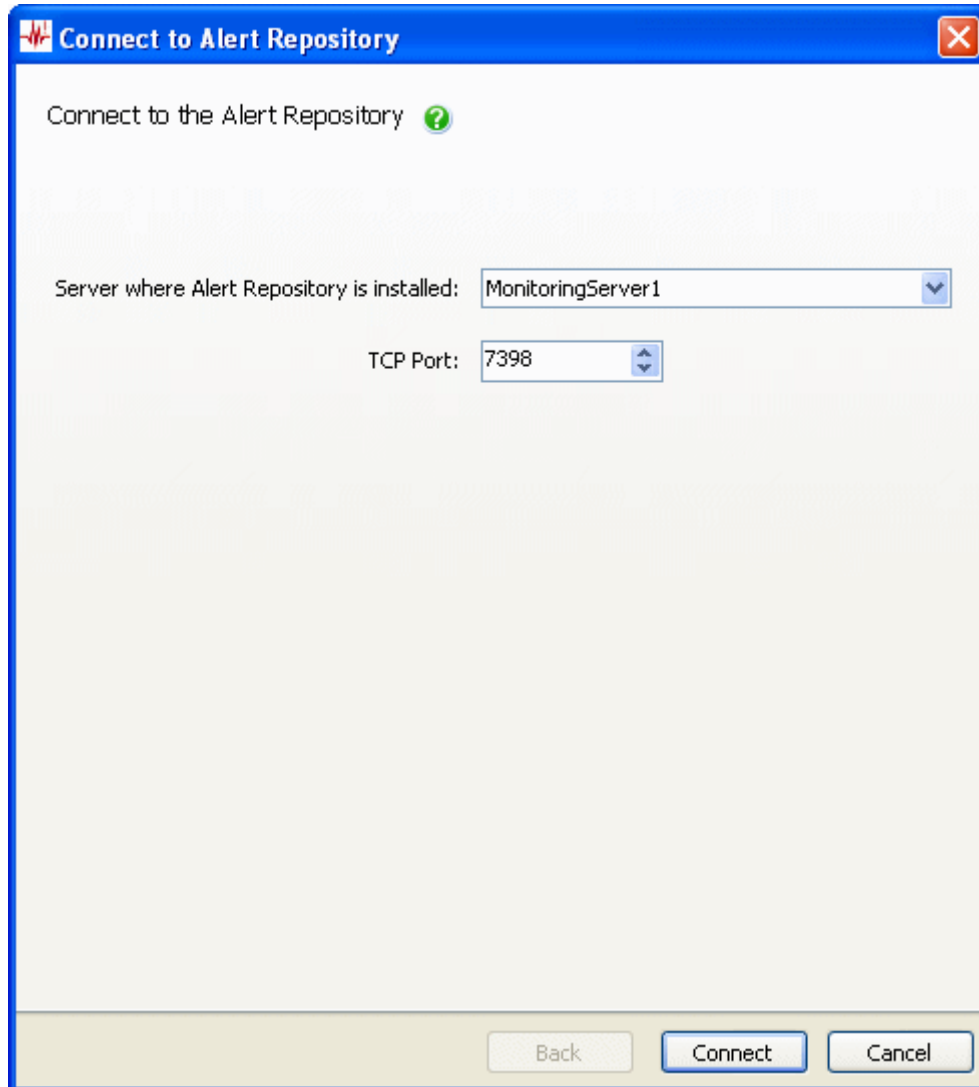 Connect to Alert Repository
Connect to the Alert Repository
Server where Alert Repository is installed: MonitoringServer1
TCP Port: 7398
Back Connect Cancel